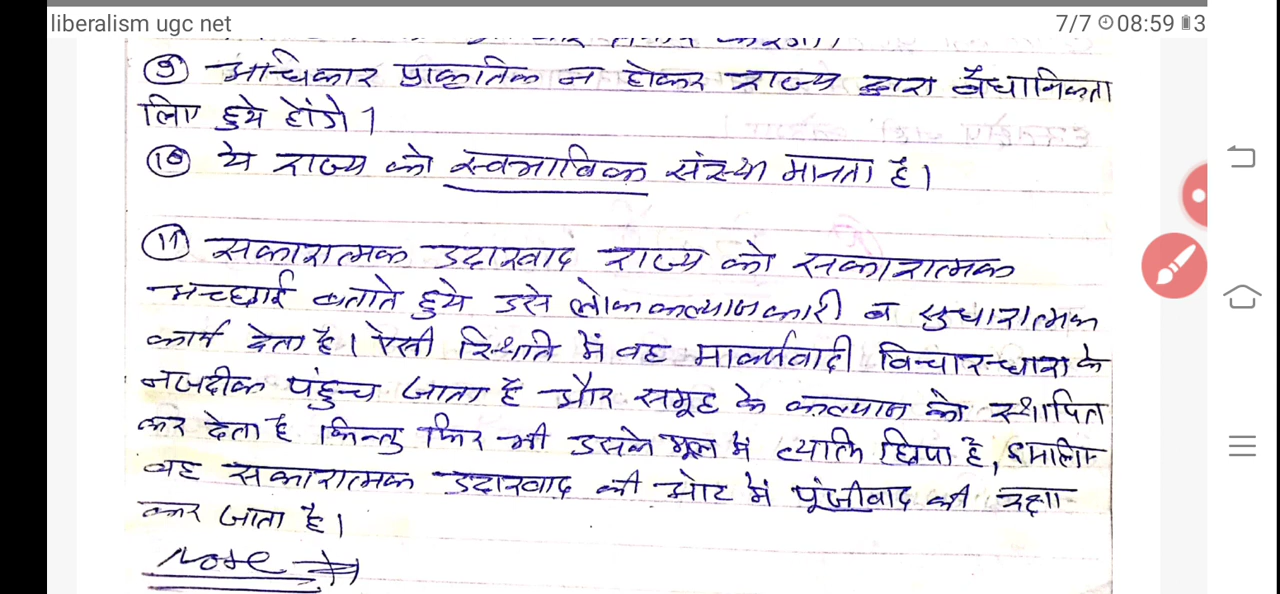 liberalism ugc net
7/7 08:59 3
⑨ अधिकार प्राकृतिक न होकर राज्य द्वारा वैधानिकता
लिए हुये होंगे।
⑩ ये राज्य को स्वभाविक संस्था मानता है।
⑪ सकारात्मक उदारवाद राज्य को सकारात्मक
अच्छाई बताते हुये उसे लोककल्याणकारी व सुधारात्मक
कार्य देता है। ऐसी स्थिति में वह मार्क्सवादी विचारधारा के
नजदीक पंहुच जाता है और समूह के कल्याण को स्थापित
कर देता है किन्तु फिर भी उसके मूल में व्यक्ति छिपा है, इसलिए
वह सकारात्मक उदारवाद की ओट में पूंजीवाद की रक्षा
कर जाता है।
Note